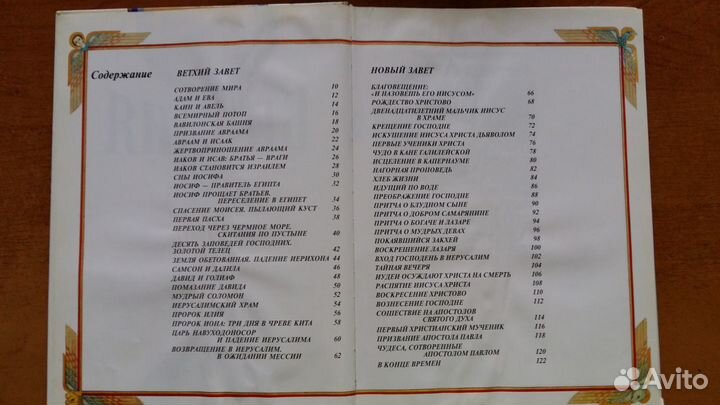 Содержание
ВЕТХИЙ ЗАВЕТ
СОТВОРЕНИЕ МИРА 10
АДАМ И ЕВА 12
КАИН И АВЕЛЬ 14
ВСЕМИРНЫЙ ПОТОП 16
ВАВИЛОНСКАЯ БАШНЯ 18
ПРИЗВАНИЕ АВРААМА 20
АВРААМ И ИСААК 22
ЖЕРТВОПРИНОШЕНИЕ АВРААМА 24
ИАКОВ И ИСАВ: БРАТЬЯ — ВРАГИ 26
ИАКОВ СТАНОВИТСЯ ИЗРАИЛЕМ 28
СНЫ ИОСИФА 30
ИОСИФ — ПРАВИТЕЛЬ ЕГИПТА 32
ИОСИФ ПРОЩАЕТ БРАТЬЕВ.
ПЕРЕСЕЛЕНИЕ В ЕГИПЕТ 34
СПАСЕНИЕ МОИСЕЯ. ПЫЛАЮЩИЙ КУСТ 36
ПЕРВАЯ ПАСХА 38
ПЕРЕХОД ЧЕРЕЗ ЧЕРМНОЕ МОРЕ.
СКИТАНИЯ ПО ПУСТЫНЕ 40
ДЕСЯТЬ ЗАПОВЕДЕЙ ГОСПОДНИХ.
ЗОЛОТОЙ ТЕЛЕЦ 42
ЗЕМЛЯ ОБЕТОВАННАЯ. ПАДЕНИЕ ИЕРИХОНА 44
САМСОН И ДАЛИЛА 46
ДАВИД И ГОЛИАФ 48
ПОМАЗАНИЕ ДАВИДА 50
МУДРЫЙ СОЛОМОН 52
ИЕРУСАЛИМСКИЙ ХРАМ 54
ПРОРОК ИЛИЯ 56
ПРОРОК ИОНА: ТРИ ДНЯ В ЧРЕВЕ КИТА 58
ЦАРЬ НАВУХОДОНОСОР
И ПАДЕНИЕ ИЕРУСАЛИМА 60
ВОЗВРАЩЕНИЕ В ИЕРУСАЛИМ.
В ОЖИДАНИИ МЕССИИ 62
НОВЫЙ ЗАВЕТ
БЛАГОВЕЩЕНИЕ:
«И НАЗОВЕШЬ ЕГО ИИСУСОМ» 66
РОЖДЕСТВО ХРИСТОВО 68
ДВЕНАДЦАТИЛЕТНИЙ МАЛЬЧИК ИИСУС
В ХРАМЕ 70
КРЕЩЕНИЕ ГОСПОДНЕ 72
ИСКУШЕНИЕ ИИСУСА ХРИСТА ДЬЯВОЛОМ 74
ПЕРВЫЕ УЧЕНИКИ ХРИСТА 76
ЧУДО В КАНЕ ГАЛИЛЕЙСКОЙ 78
ИСЦЕЛЕНИЕ В КАПЕРНАУМЕ 80
НАГОРНАЯ ПРОПОВЕДЬ 82
ХЛЕБ ЖИЗНИ 84
ИДУЩИЙ ПО ВОДЕ 86
ПРЕОБРАЖЕНИЕ ГОСПОДНЕ 88
ПРИТЧА О БЛУДНОМ СЫНЕ 90
ПРИТЧА О ДОБРОМ САМАРЯНИНЕ 92
ПРИТЧА О БОГАЧЕ И ЛАЗАРЕ 94
ПРИТЧА О МУДРЫХ ДЕВАХ 96
ПОКАЯВШИЙСЯ ЗАКХЕЙ 98
ВОСКРЕШЕНИЕ ЛАЗАРЯ 100
ВХОД ГОСПОДЕНЬ В ИЕРУСАЛИМ 102
ТАЙНАЯ ВЕЧЕРЯ 104
ИУДЕИ ОСУЖДАЮТ ХРИСТА НА СМЕРТЬ 106
РАСПЯТИЕ ИИСУСА ХРИСТА 108
ВОСКРЕСЕНИЕ ХРИСТОВО 110
ВОЗНЕСЕНИЕ ГОСПОДНЕ 112
СОШЕСТВИЕ НА АПОСТОЛОВ
СВЯТОГО ДУХА 114
ПЕРВЫЙ ХРИСТИАНСКИЙ МУЧЕНИК 116
ПРИЗВАНИЕ АПОСТОЛА ПАВЛА 118
ЧУДЕСА, СОТВОРЕННЫЕ
АПОСТОЛОМ ПАВЛОМ 120
В КОНЦЕ ВРЕМЕН 122
Avito